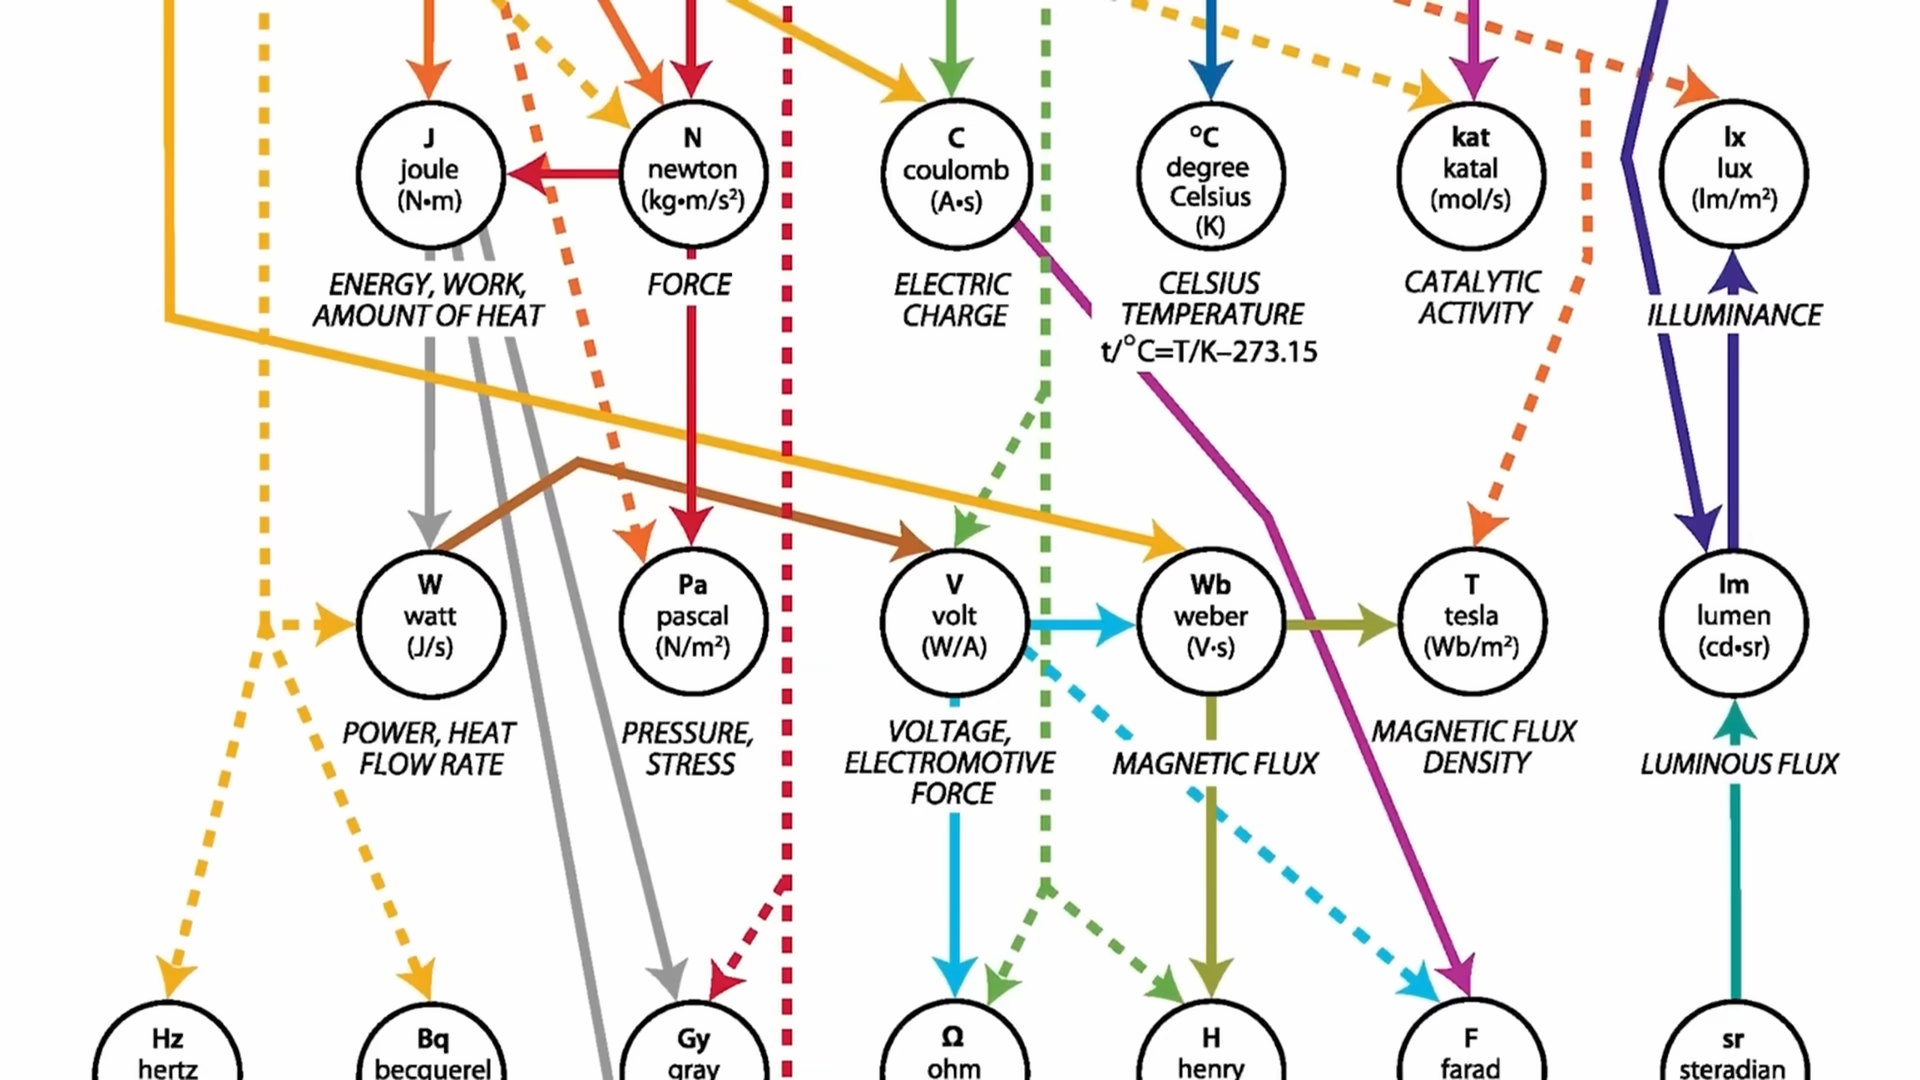 J
joule
(N•m)
N
newton
(kg•m/s²)
C
coulomb
(A•s)
°C
degree
Celsius
(K)
kat
katal
(mol/s)
lx
lux
(lm/m²)
ENERGY, WORK,
AMOUNT OF HEAT
FORCE
ELECTRIC
CHARGE
CELSIUS
TEMPERATURE
t/°C=T/K–273.15
CATALYTIC
ACTIVITY
ILLUMINANCE
W
watt
(J/s)
Pa
pascal
(N/m²)
V
volt
(W/A)
Wb
weber
(V•s)
T
tesla
(Wb/m²)
lm
lumen
(cd•sr)
POWER, HEAT
FLOW RATE
PRESSURE,
STRESS
VOLTAGE,
ELECTROMOTIVE
FORCE
MAGNETIC FLUX
MAGNETIC FLUX
DENSITY
LUMINOUS FLUX
Hz
hertz
Bq
becquerel
Gy
gray
Ω
ohm
H
henry
F
farad
sr
steradian